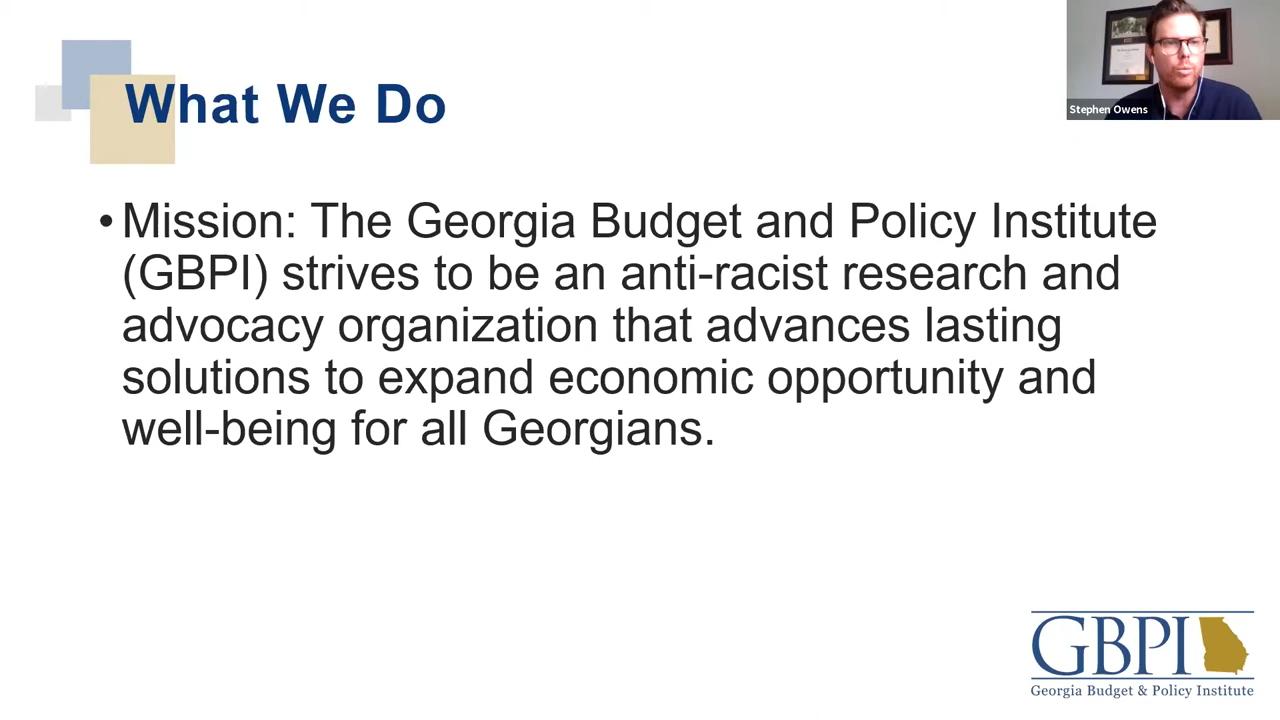 What We Do
Stephen Owens
•Mission: The Georgia Budget and Policy Institute
(GBPI) strives to be an anti-racist research and
advocacy organization that advances lasting
solutions to expand economic opportunity and
well-being for all Georgians.
GBPI
Georgia Budget & Policy Institute